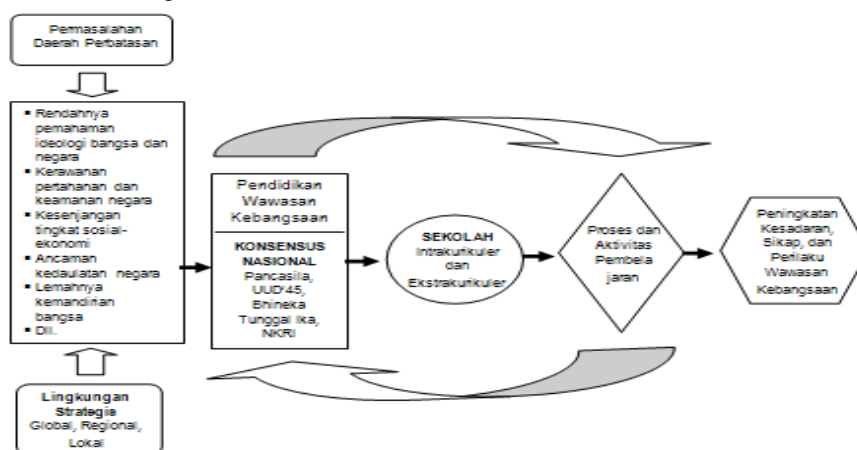 Permasalahan
Daerah Perbatasan
▪ Rendahnya
pemahaman
ideologi bangsa dan
negara
▪ Kerawanan
pertahanan dan
keamanan negara
▪ Kesenjangan
tingkat sosial-
ekonomi
▪ Ancaman
kedaulatan negara
▪ Lemahnya
kemandirian
bangsa
▪ Dll.
Lingkungan
Strategis
Global, Regional,
Lokal
Pendidikan
Wawasan
Kebangsaan
KONSENSUS
NASIONAL
Pancasila,
UUD'45,
Bhineka
Tunggal Ika,
NKRI
SEKOLAH
Intrakurikuler
dan
Ekstrakurikuler
Proses dan
Aktivitas
Pembela
jaran
Peningkatan
Kesadaran,
Sikap, dan
Perilaku
Wawasan
Kebangsaan